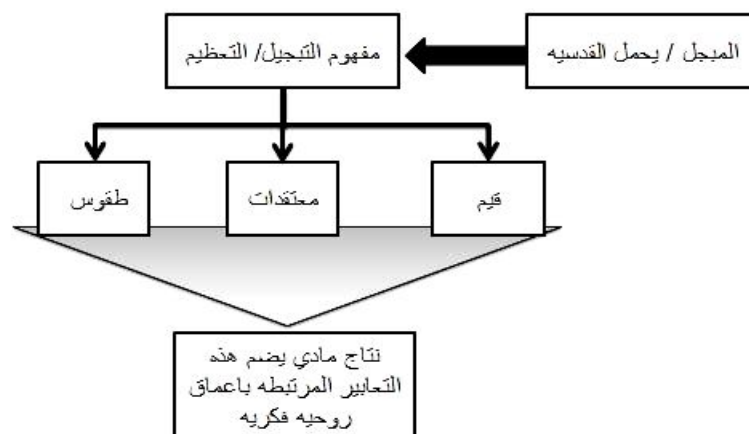 المبجل / يحمل القدسيه
مفهوم التبجيل/ التعظيم
قيم
معتقدات
طقوس
نتاج مادي يضم هذه
التعابير المرتبطه باعماق
روحيه فكريه